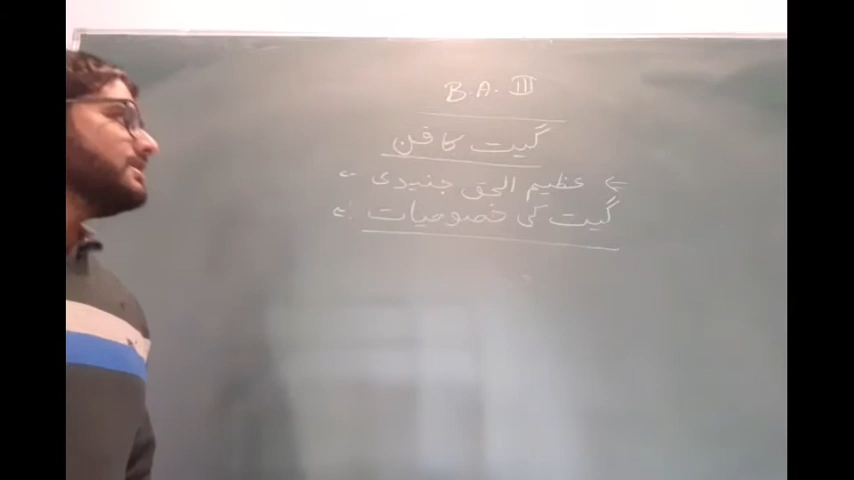 B.A. III
گیت کا فن
عظیم الحق جنیدی
گیت کی خصوصیات :